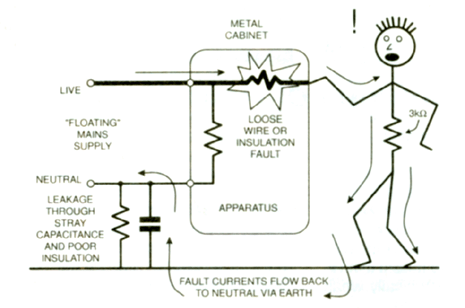 METAL
CABINET
!
LIVE
"FLOATING"
MAINS
SUPPLY
LOOSE
WIRE OR
INSULATION
FAULT
3kΩ
NEUTRAL
LEAKAGE
THROUGH
STRAY
CAPACITANCE
AND POOR
INSULATION
APPARATUS
FAULT CURRENTS FLOW BACK
TO NEUTRAL VIA EARTH